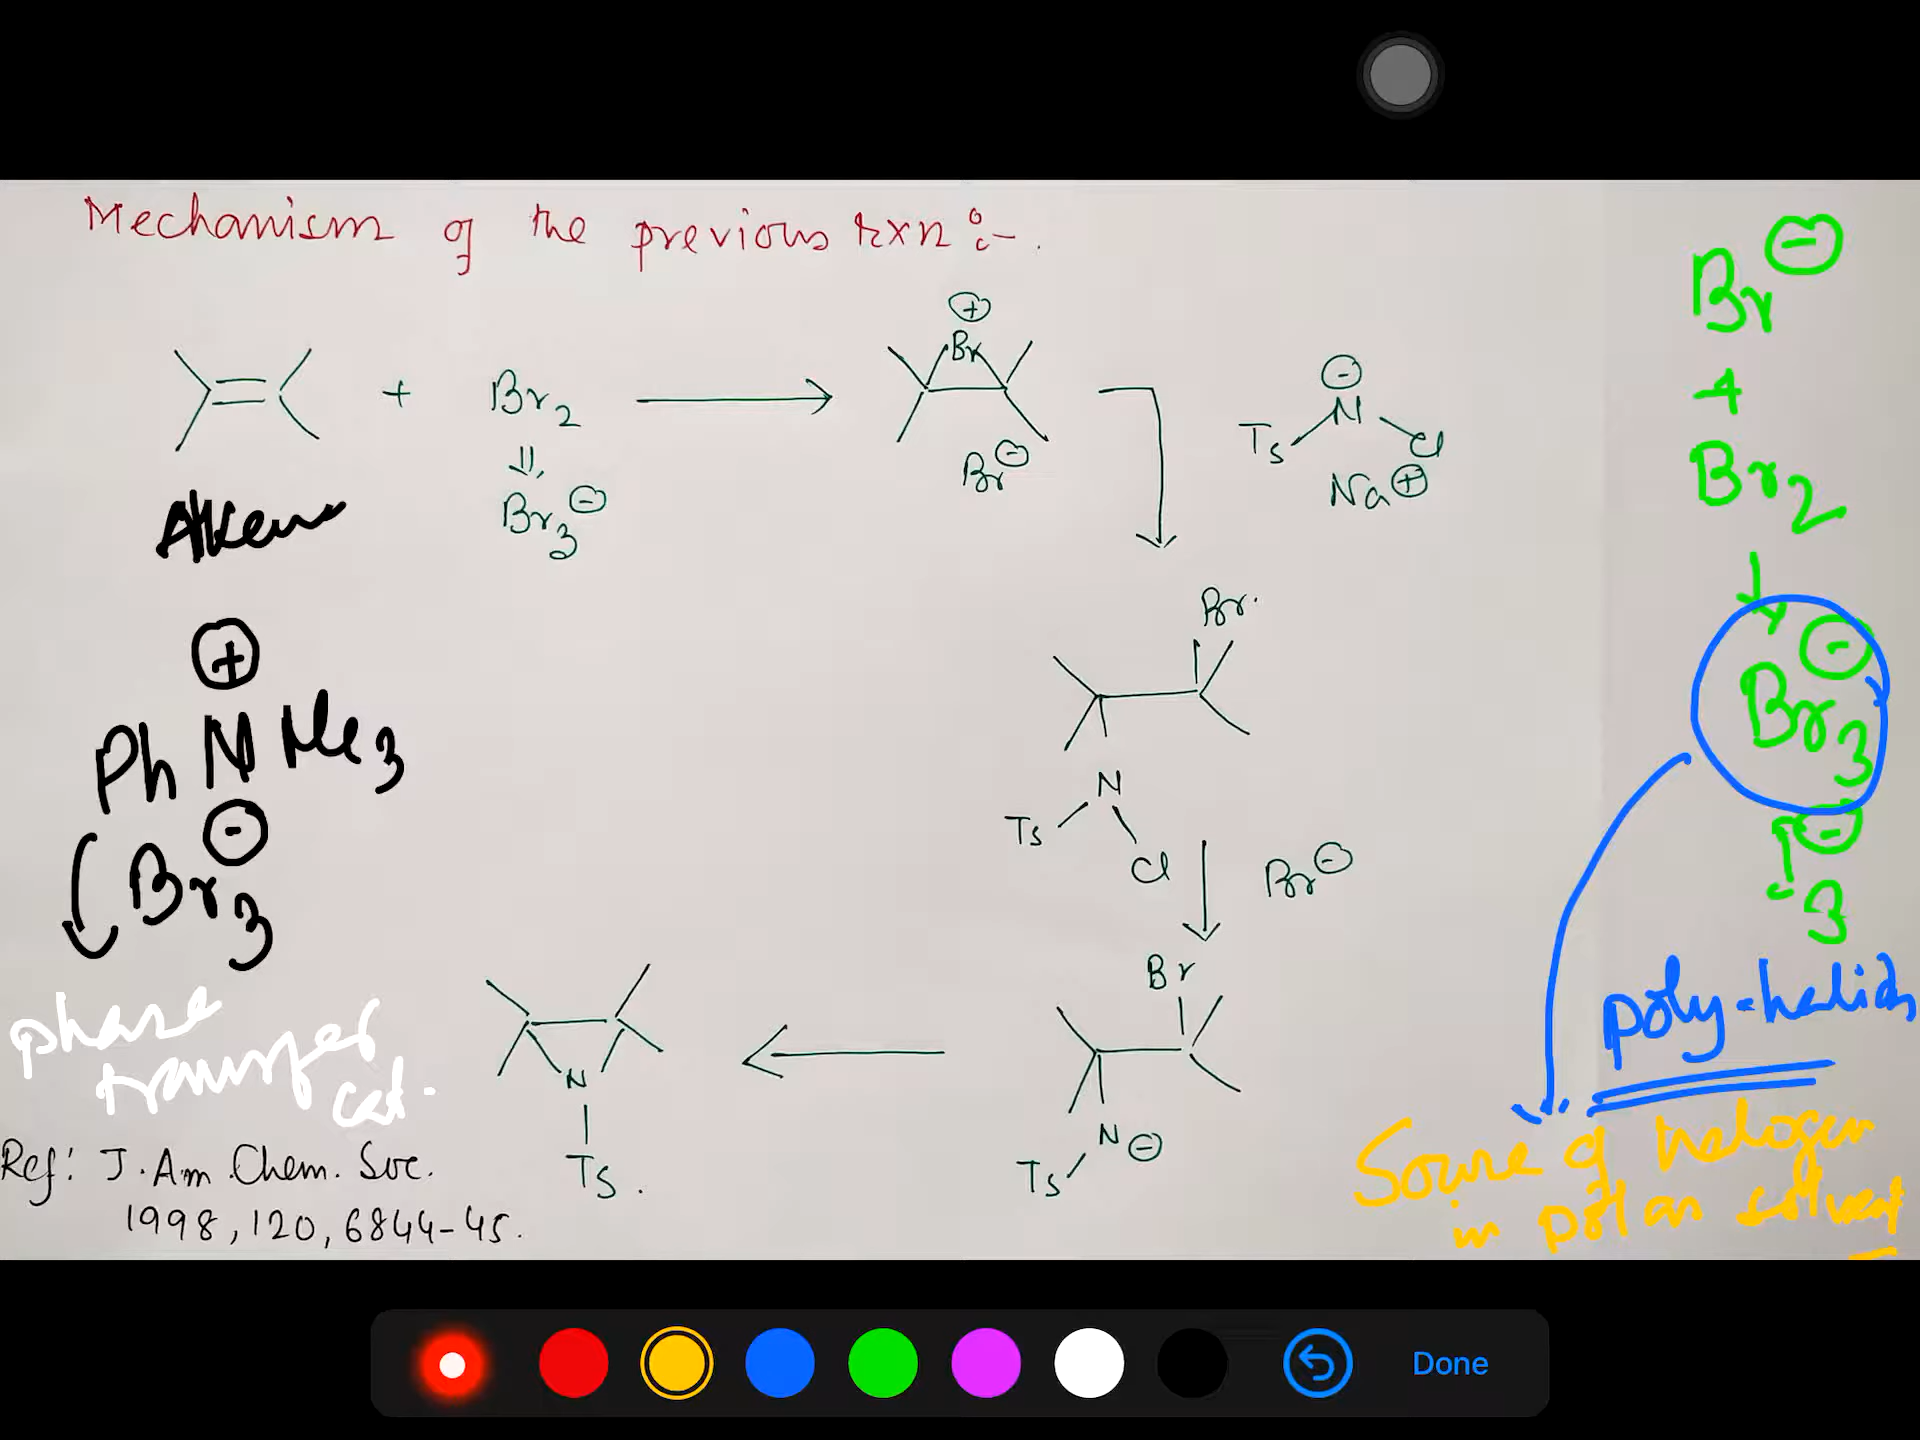 Mechanism of the previous rxn :-
+ Br2
Br ⊕
Br ⊖
⇓
Br3 ⊖
⊖
N
Ts Cl
Na ⊕
Alkene
Br
N
Ts
Cl
Br ⊖
Br
N ⊖
Ts
N
Ts.
⊕
Ph N Me3
⊖
Br3
phase
transfer
cat.
Ref: J. Am. Chem. Soc.
1998, 120, 6844-45.
Br ⊖
+
Br2
Br3 ⊖
⊖
3
poly-halide
Source of halogen
in polar solvent
Done